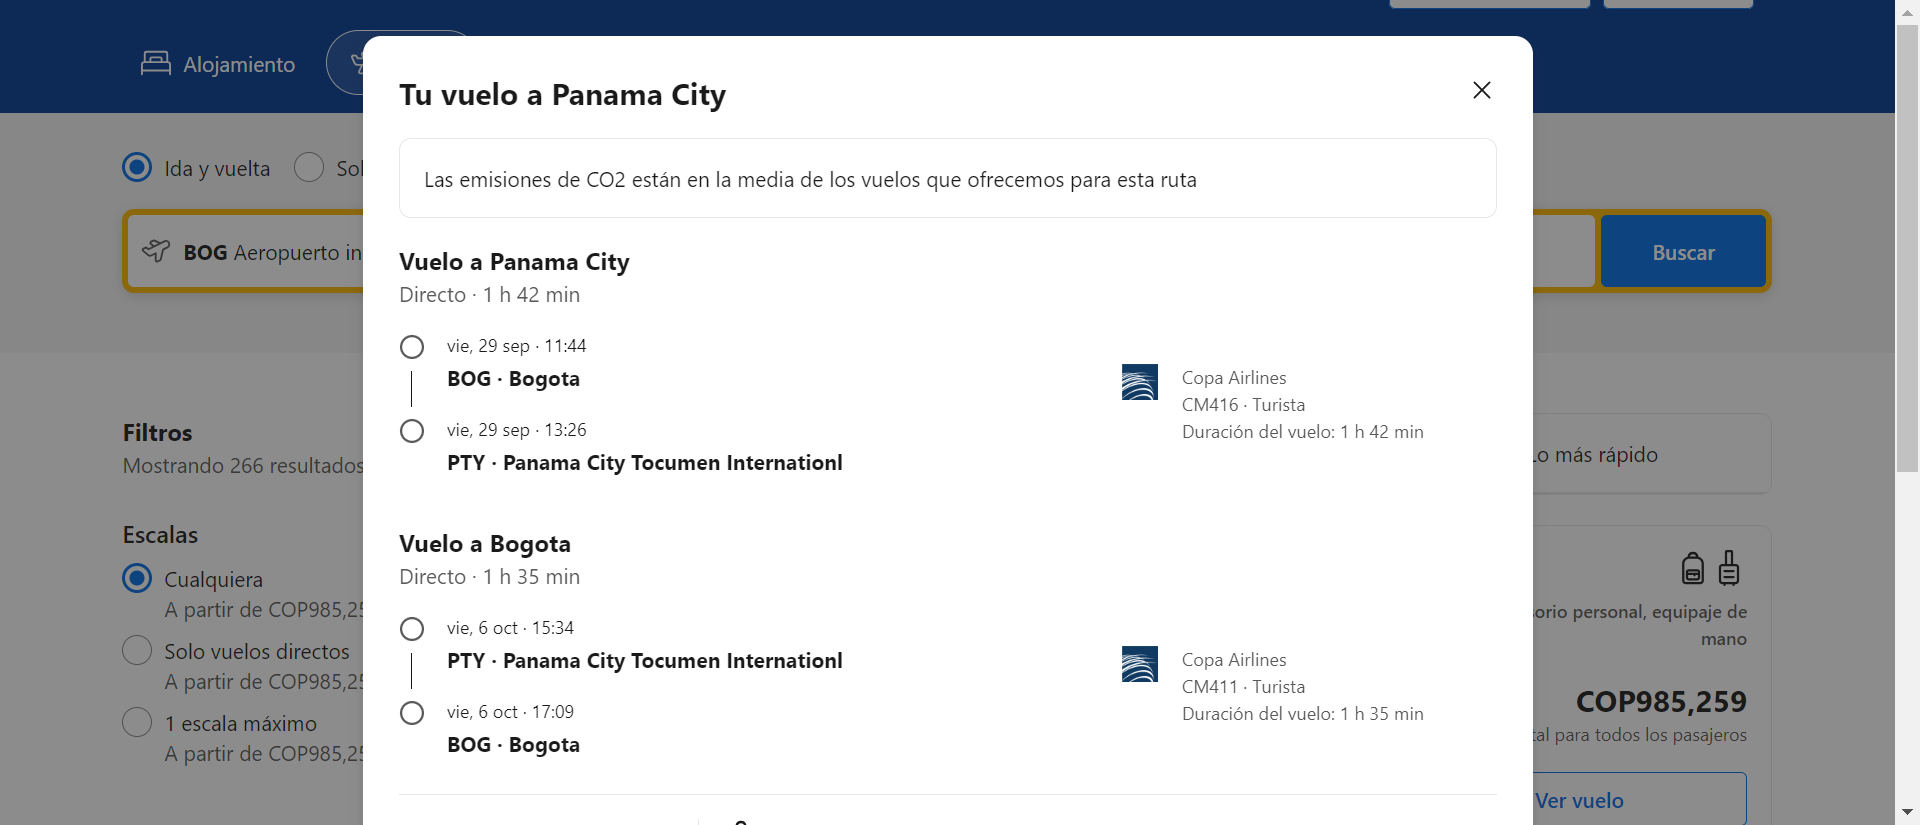 Alojamiento
Tu vuelo a Panama City
Las emisiones de CO2 están en la media de los vuelos que ofrecemos para esta ruta
Ida y vuelta
BOG Aeropuerto in
Buscar
Vuelo a Panama City
Directo · 1 h 42 min
vie, 29 sep · 11:44
BOG · Bogota
vie, 29 sep · 13:26
PTY · Panama City Tocumen Internationl
Copa Airlines
CM416 · Turista
Duración del vuelo: 1 h 42 min
Filtros
Mostrando 266 resultados
Lo más rápido
Escalas
Cualquiera
A partir de COP985,25
Solo vuelos directos
A partir de COP985,25
1 escala máximo
A partir de COP985,25
Vuelo a Bogota
Directo · 1 h 35 min
vie, 6 oct · 15:34
PTY · Panama City Tocumen Internationl
vie, 6 oct · 17:09
BOG · Bogota
Copa Airlines
CM411 · Turista
Duración del vuelo: 1 h 35 min
personal, equipaje de
mano
COP985,259
para todos los pasajeros
Ver vuelo